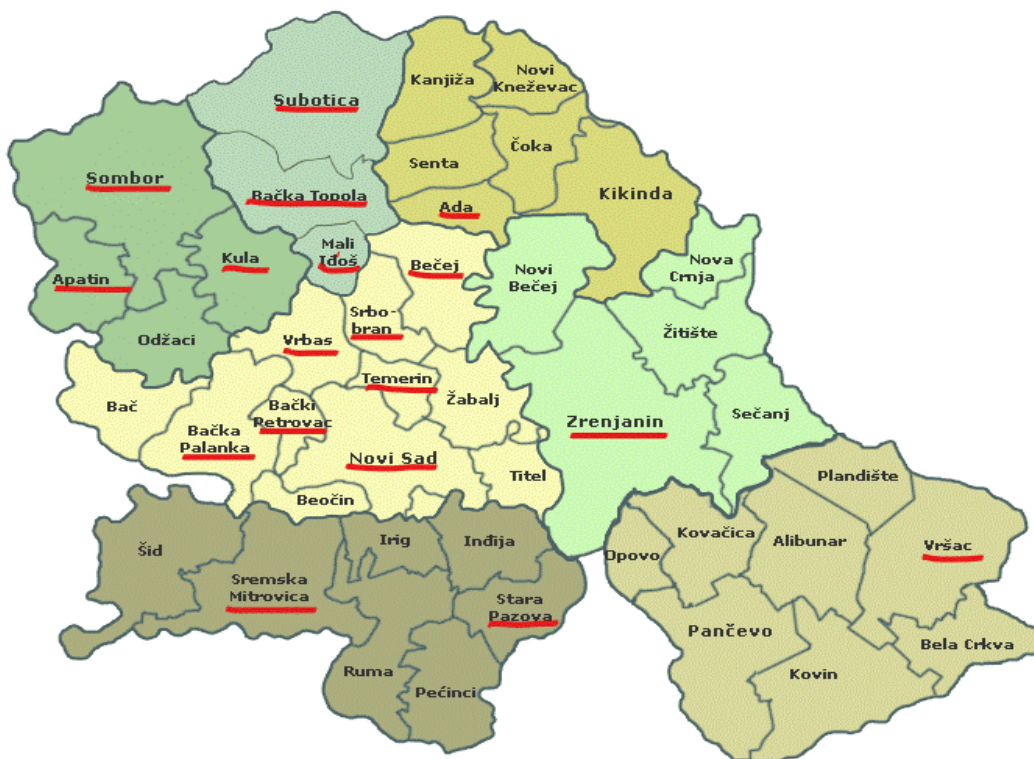 Kanjiža
Novi
Kneževac
Subotica
Čoka
Senta
Sombor
Bačka Topola
Ada
Kikinda
Mali
Iđoš
Kula
Bečej
Apatin
Novi
Bečej
Nova
Crnja
Srbo-
bran
Odžaci
Vrbas
Žitište
Temerin
Bač
Bački
Petrovac
Žabalj
Zrenjanin
Sečanj
Bačka
Palanka
Novi Sad
Titel
Plandište
Beočin
Šid
Irig
Inđija
Opovo
Kovačica
Alibunar
Vršac
Sremska
Mitrovica
Stara
Pazova
Pančevo
Bela Crkva
Ruma
Pećinci
Kovin